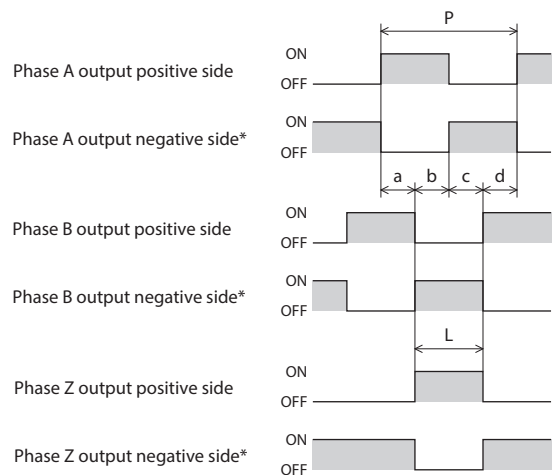 P
ON
Phase A output positive side
OFF
ON
Phase A output negative side*
OFF
a b c d
ON
Phase B output positive side
OFF
ON
Phase B output negative side*
OFF
L
ON
Phase Z output positive side
OFF
ON
Phase Z output negative side*
OFF